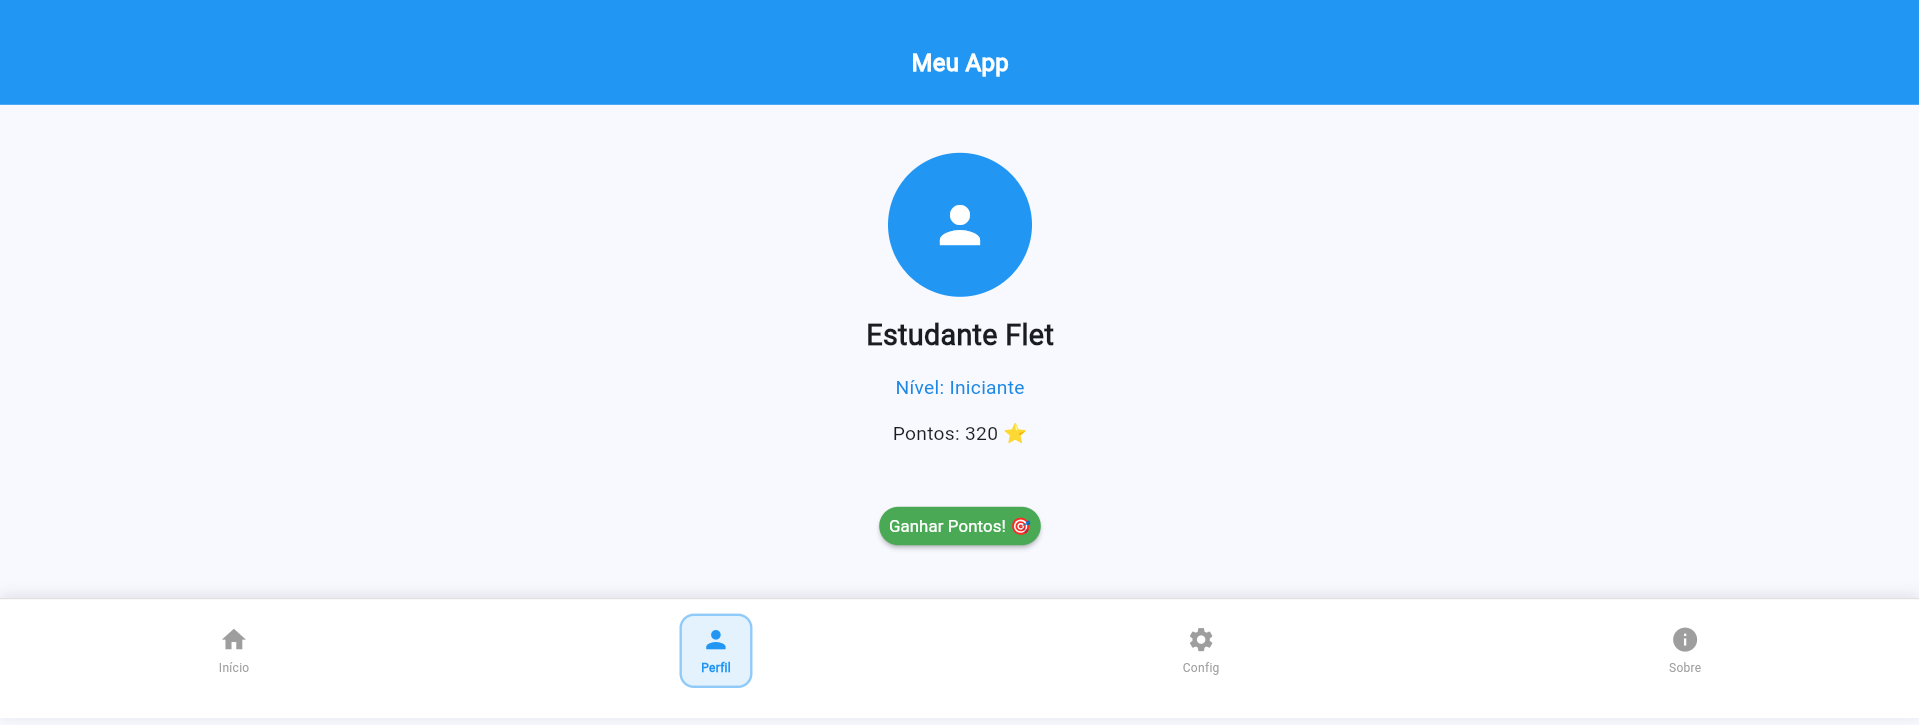 Meu App
Estudante Flet
Nível: Iniciante
Pontos: 320 ⭐
Ganhar Pontos! 🎯
Início
Perfil
Config
Sobre